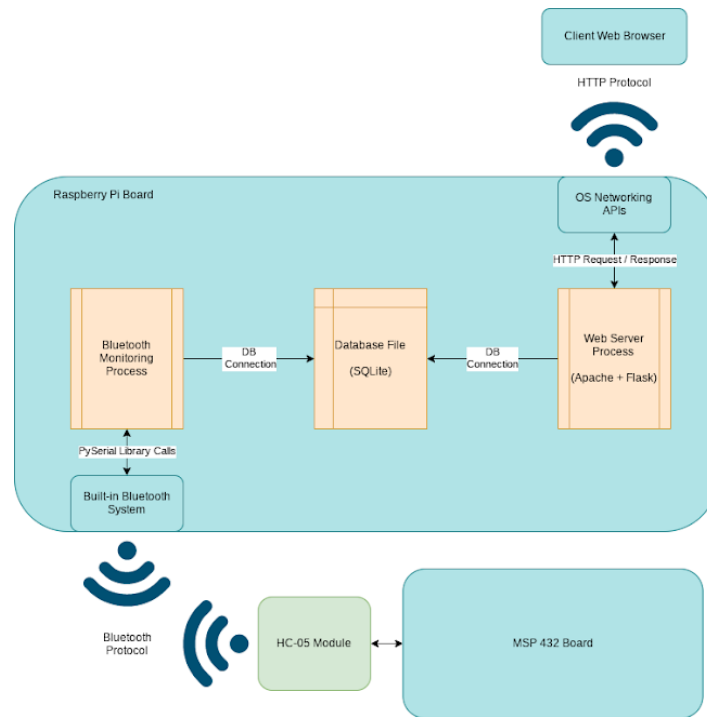 Client Web Browser
HTTP Protocol
Raspberry Pi Board
OS Networking
APIs
HTTP Request / Response
Bluetooth
Monitoring
Process
DB
Connection
Database File
(SQLite)
DB
Connection
Web Server
Process
(Apache + Flask)
PySerial Library Calls
Built-in Bluetooth
System
Bluetooth
Protocol
HC-05 Module
MSP 432 Board